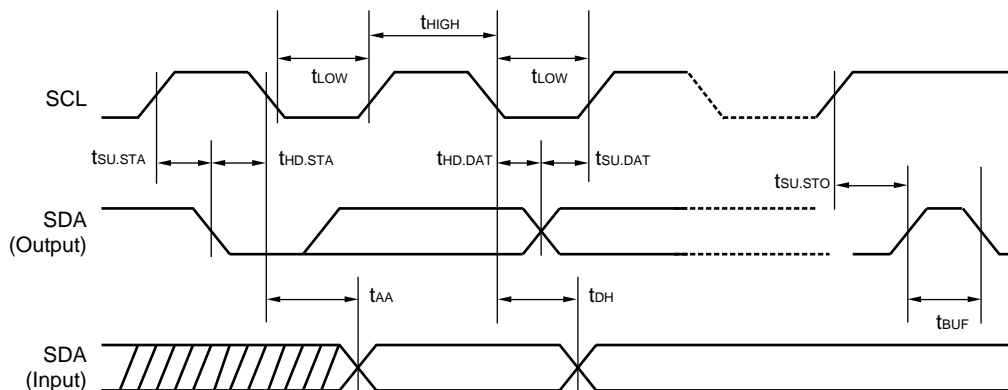 tHIGH
tLOW
tLOW
SCL
tSU.STA
tHD.STA
tHD.DAT
tSU.DAT
tSU.STO
SDA
(Output)
tAA
tDH
tBUF
SDA
(Input)